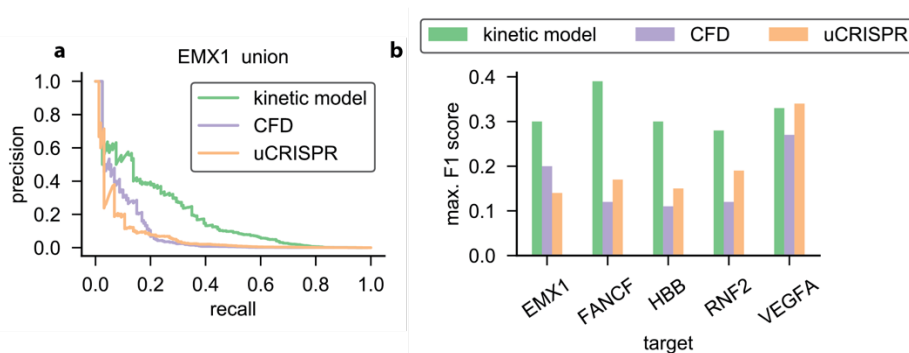 a
EMX1 union
kinetic model
CFD
uCRISPR
precision
1.0
0.8
0.6
0.4
0.2
0.0
0.0 0.2 0.4 0.6 0.8 1.0
recall
b
kinetic model CFD uCRISPR
max. F1 score
0.4
0.3
0.2
0.1
0.0
EMX1 FANCF HBB RNF2 VEGFA
target